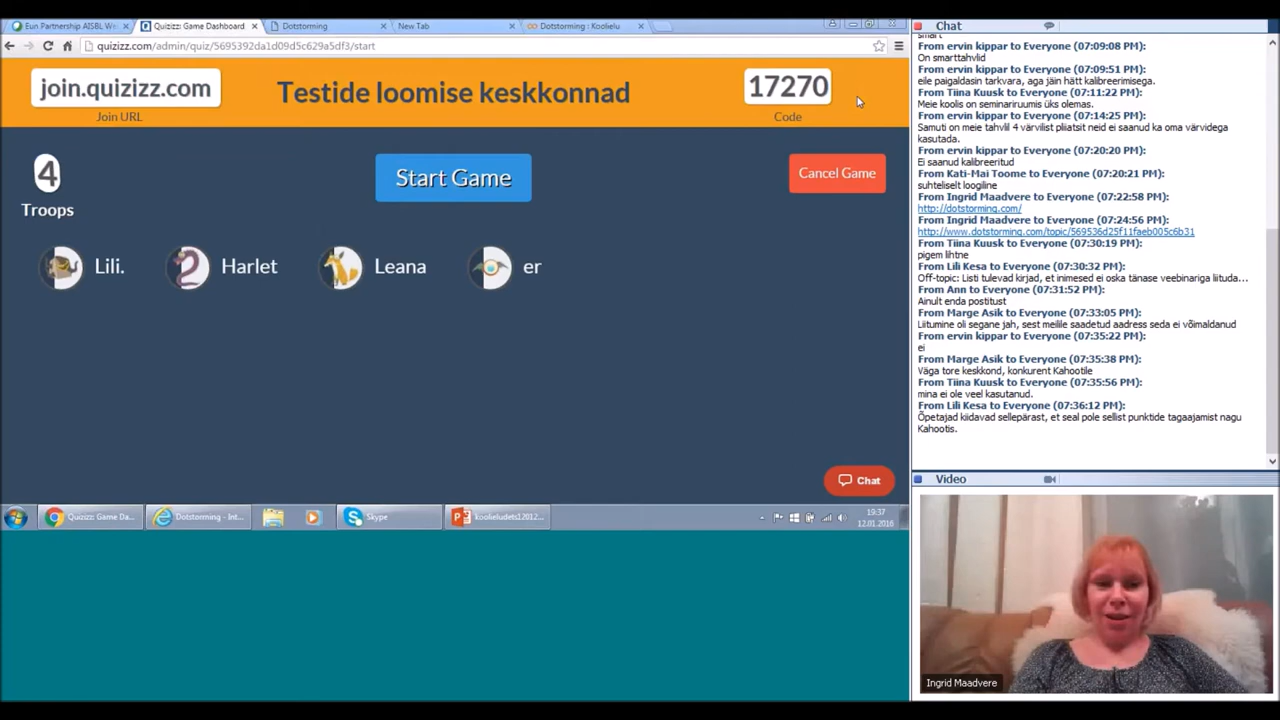 Eun Partnership AISBL We
Quizizz: Game Dashboard
Dotstorming
New Tab
Dotstorming : Koolielu
quizizz.com/admin/quiz/5695392da1d09d5c629a5df3/start
join.quizizz.com
Join URL
Testide loomise keskkonnad
17270
Code
4
Troops
Start Game
Cancel Game
Lili.
Harlet
Leana
er
Chat
Quizizz: Game Da...
Dotstorming - Int...
Skype
koolieludets12012...
19:37
12.01.2016
Chat
smart
From ervin kippar to Everyone (07:09:08 PM):
On smarttahvlid
From ervin kippar to Everyone (07:09:51 PM):
eile paigaldasin tarkvara, aga jäin hätt kalibreerimisega.
From Tiina Kuusk to Everyone (07:11:22 PM):
Meie koolis on seminariruumis üks olemas.
From ervin kippar to Everyone (07:14:25 PM):
Samuti on meie tahvlil 4 värvilist pliiatsit neid ei saanud ka oma värvidega
kasutada.
From ervin kippar to Everyone (07:20:20 PM):
Ei saanud kalibreeritud
From Kati-Mai Toome to Everyone (07:20:21 PM):
suhteliselt loogiline
From Ingrid Maadvere to Everyone (07:22:58 PM):
http://dotstorming.com/
From Ingrid Maadvere to Everyone (07:24:56 PM):
http://www.dotstorming.com/topic/569536d25f11faeb005c6b31
From Tiina Kuusk to Everyone (07:30:19 PM):
pigem lihtne
From Lili Kesa to Everyone (07:30:32 PM):
Off-topic: Listi tulevad kirjad, et inimesed ei oska tänase veebinariga liituda...
From Ann to Everyone (07:31:52 PM):
Ainult enda postitust
From Marge Asik to Everyone (07:33:05 PM):
Liitumine oli segane jah, sest meilile saadetud aadress seda ei võimaldanud
From ervin kippar to Everyone (07:35:22 PM):
ei
From Marge Asik to Everyone (07:35:38 PM):
Väga tore keskkond, konkurent Kahootile
From Tiina Kuusk to Everyone (07:35:56 PM):
mina ei ole veel kasutanud.
From Lili Kesa to Everyone (07:36:12 PM):
Õpetajad kiidavad sellepärast, et seal pole sellist punktide tagaajamist nagu
Kahootis.
Video
Ingrid Maadvere